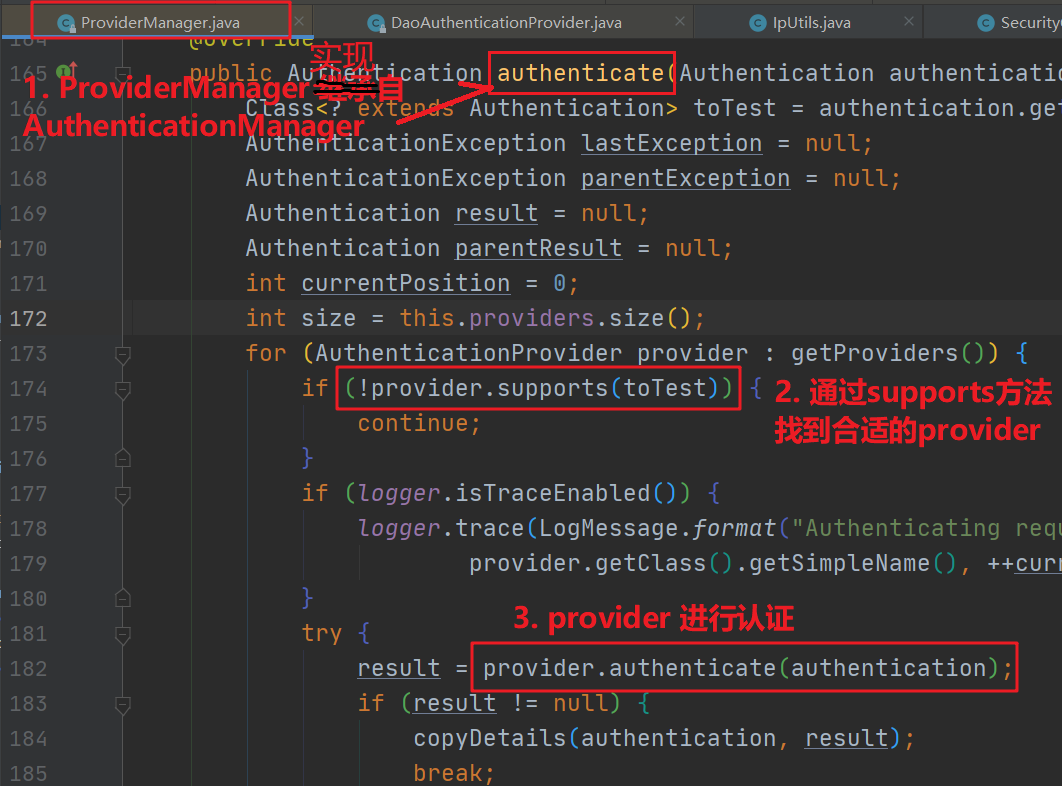 ProviderManager.java DaoAuthenticationProvider.java IpUtils.java Security
@Override
实现
165 public Authentication authenticate(Authentication authenticatio
1. ProviderManager 自
166 Class<? extends Authentication> toTest = authentication.get
AuthenticationManager
167 AuthenticationException lastException = null;
168 AuthenticationException parentException = null;
169 Authentication result = null;
170 Authentication parentResult = null;
171 int currentPosition = 0;
172 int size = this.providers.size();
173 for (AuthenticationProvider provider : getProviders()) {
174 if (!provider.supports(toTest)) {
2. 通过supports方法
找到合适的provider
175 continue;
176 }
177 if (logger.isTraceEnabled()) {
178 logger.trace(LogMessage.format("Authenticating requ
179 provider.getClass().getSimpleName(), ++curr
180 }
3. provider 进行认证
181 try {
182 result = provider.authenticate(authentication);
183 if (result != null) {
184 copyDetails(authentication, result);
185 break;